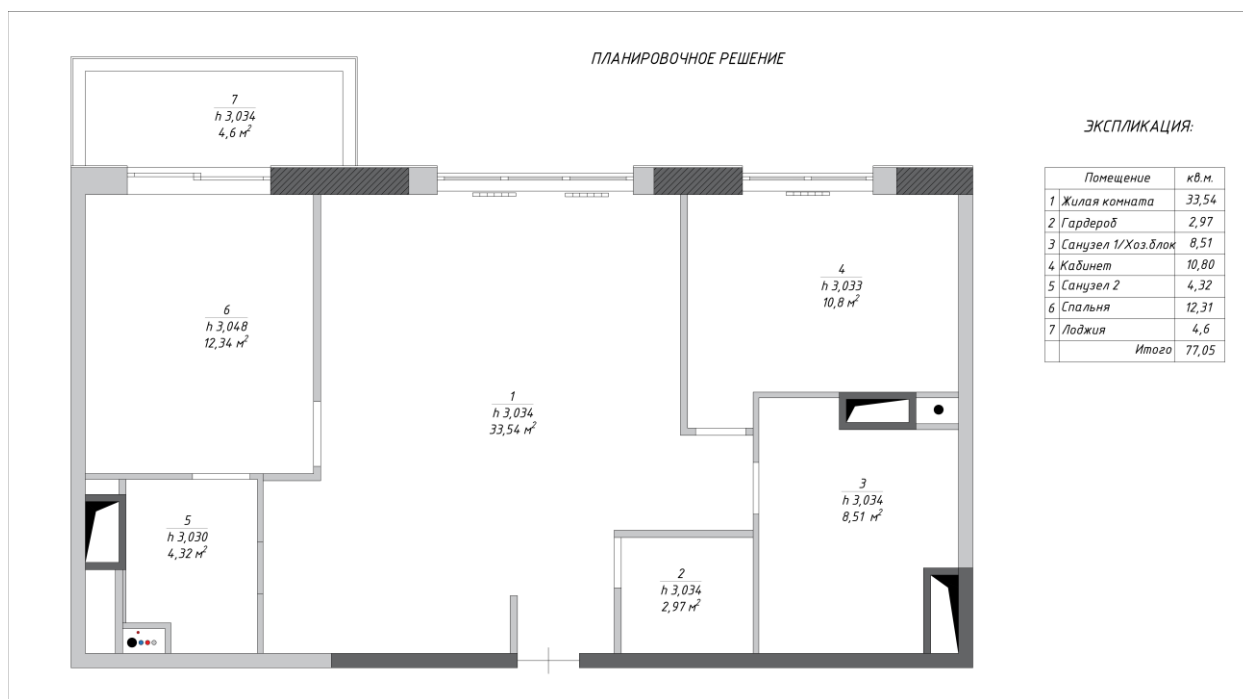 ПЛАНИРОВОЧНОЕ РЕШЕНИЕ
7
h 3,034
4,6 м²
ЭКСПЛИКАЦИЯ:
Помещение кв.м.
1 Жилая комната 33,54
2 Гардероб 2,97
3 Санузел 1/Хоз.блок 8,51
4 Кабинет 10,80
5 Санузел 2 4,32
6 Спальня 12,31
7 Лоджия 4,6
Итого 77,05
4
h 3,033
10,8 м²
6
h 3,048
12,34 м²
1
h 3,034
33,54 м²
3
h 3,034
8,51 м²
5
h 3,030
4,32 м²
2
h 3,034
2,97 м²